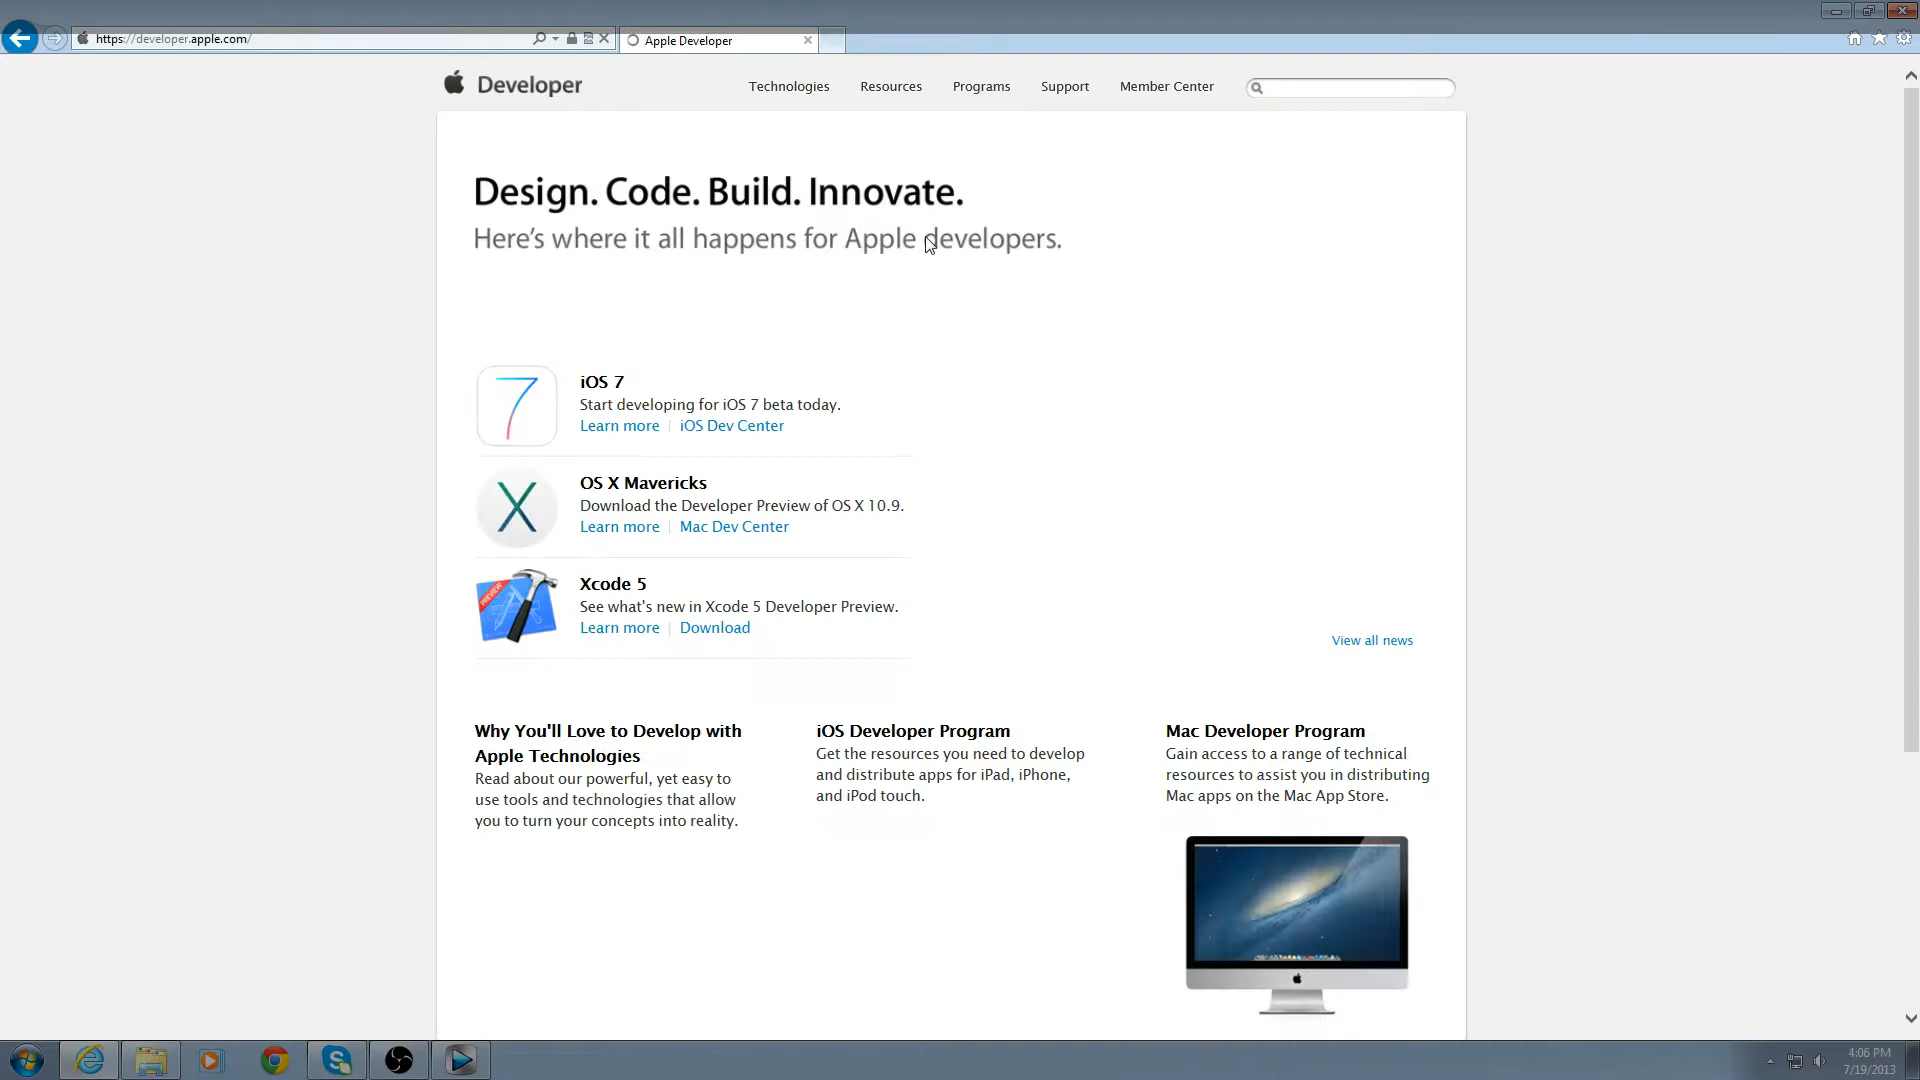 https://developer.apple.com/
Apple Developer
Developer
Technologies
Resources
Programs
Support
Member Center
Design. Code. Build. Innovate.
Here's where it all happens for Apple developers.
7
iOS 7
Start developing for iOS 7 beta today.
Learn more | iOS Dev Center
X
OS X Mavericks
Download the Developer Preview of OS X 10.9.
Learn more | Mac Dev Center
PREVIEW
Xcode 5
See what's new in Xcode 5 Developer Preview.
Learn more | Download
View all news
Why You'll Love to Develop with
Apple Technologies
Read about our powerful, yet easy to
use tools and technologies that allow
you to turn your concepts into reality.
iOS Developer Program
Get the resources you need to develop
and distribute apps for iPad, iPhone,
and iPod touch.
Mac Developer Program
Gain access to a range of technical
resources to assist you in distributing
Mac apps on the Mac App Store.
4:06 PM
7/19/2013